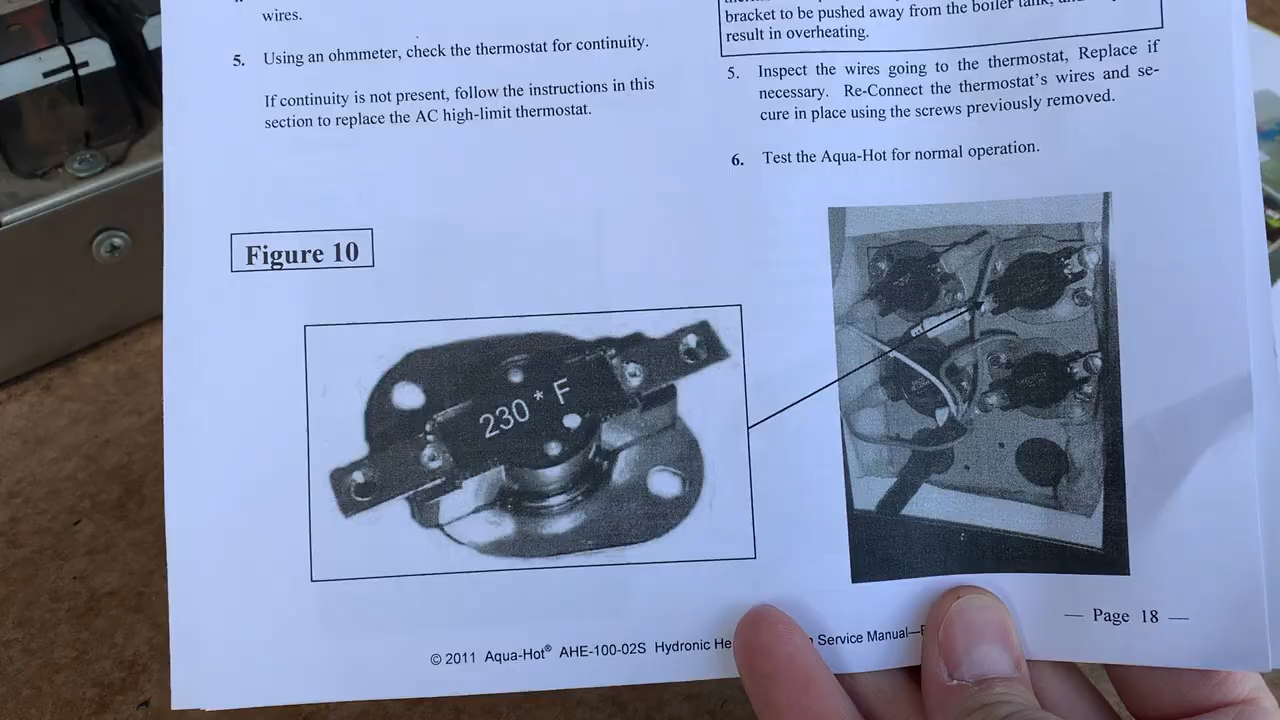 wires.
5. Using an ohmmeter, check the thermostat for continuity.
If continuity is not present, follow the instructions in this
section to replace the AC high-limit thermostat.
bracket to be pushed away from the boiler tank,
result in overheating.
5. Inspect the wires going to the thermostat, Replace if
necessary. Re-Connect the thermostat's wires and se-
cure in place using the screws previously removed.
6. Test the Aqua-Hot for normal operation.
Figure 10
230 * F
— Page 18 —
© 2011 Aqua-Hot® AHE-100-02S Hydronic Service Manual—